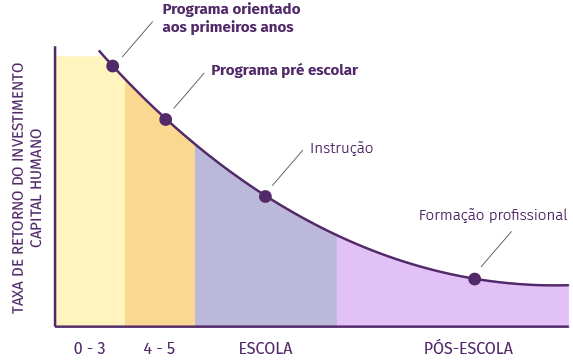 Programa orientado
aos primeiros anos
Programa pré escolar
Instrução
Formação profissional
TAXA DE RETORNO DO INVESTIMENTO
CAPITAL HUMANO
0 - 3
4 - 5
ESCOLA
PÓS-ESCOLA